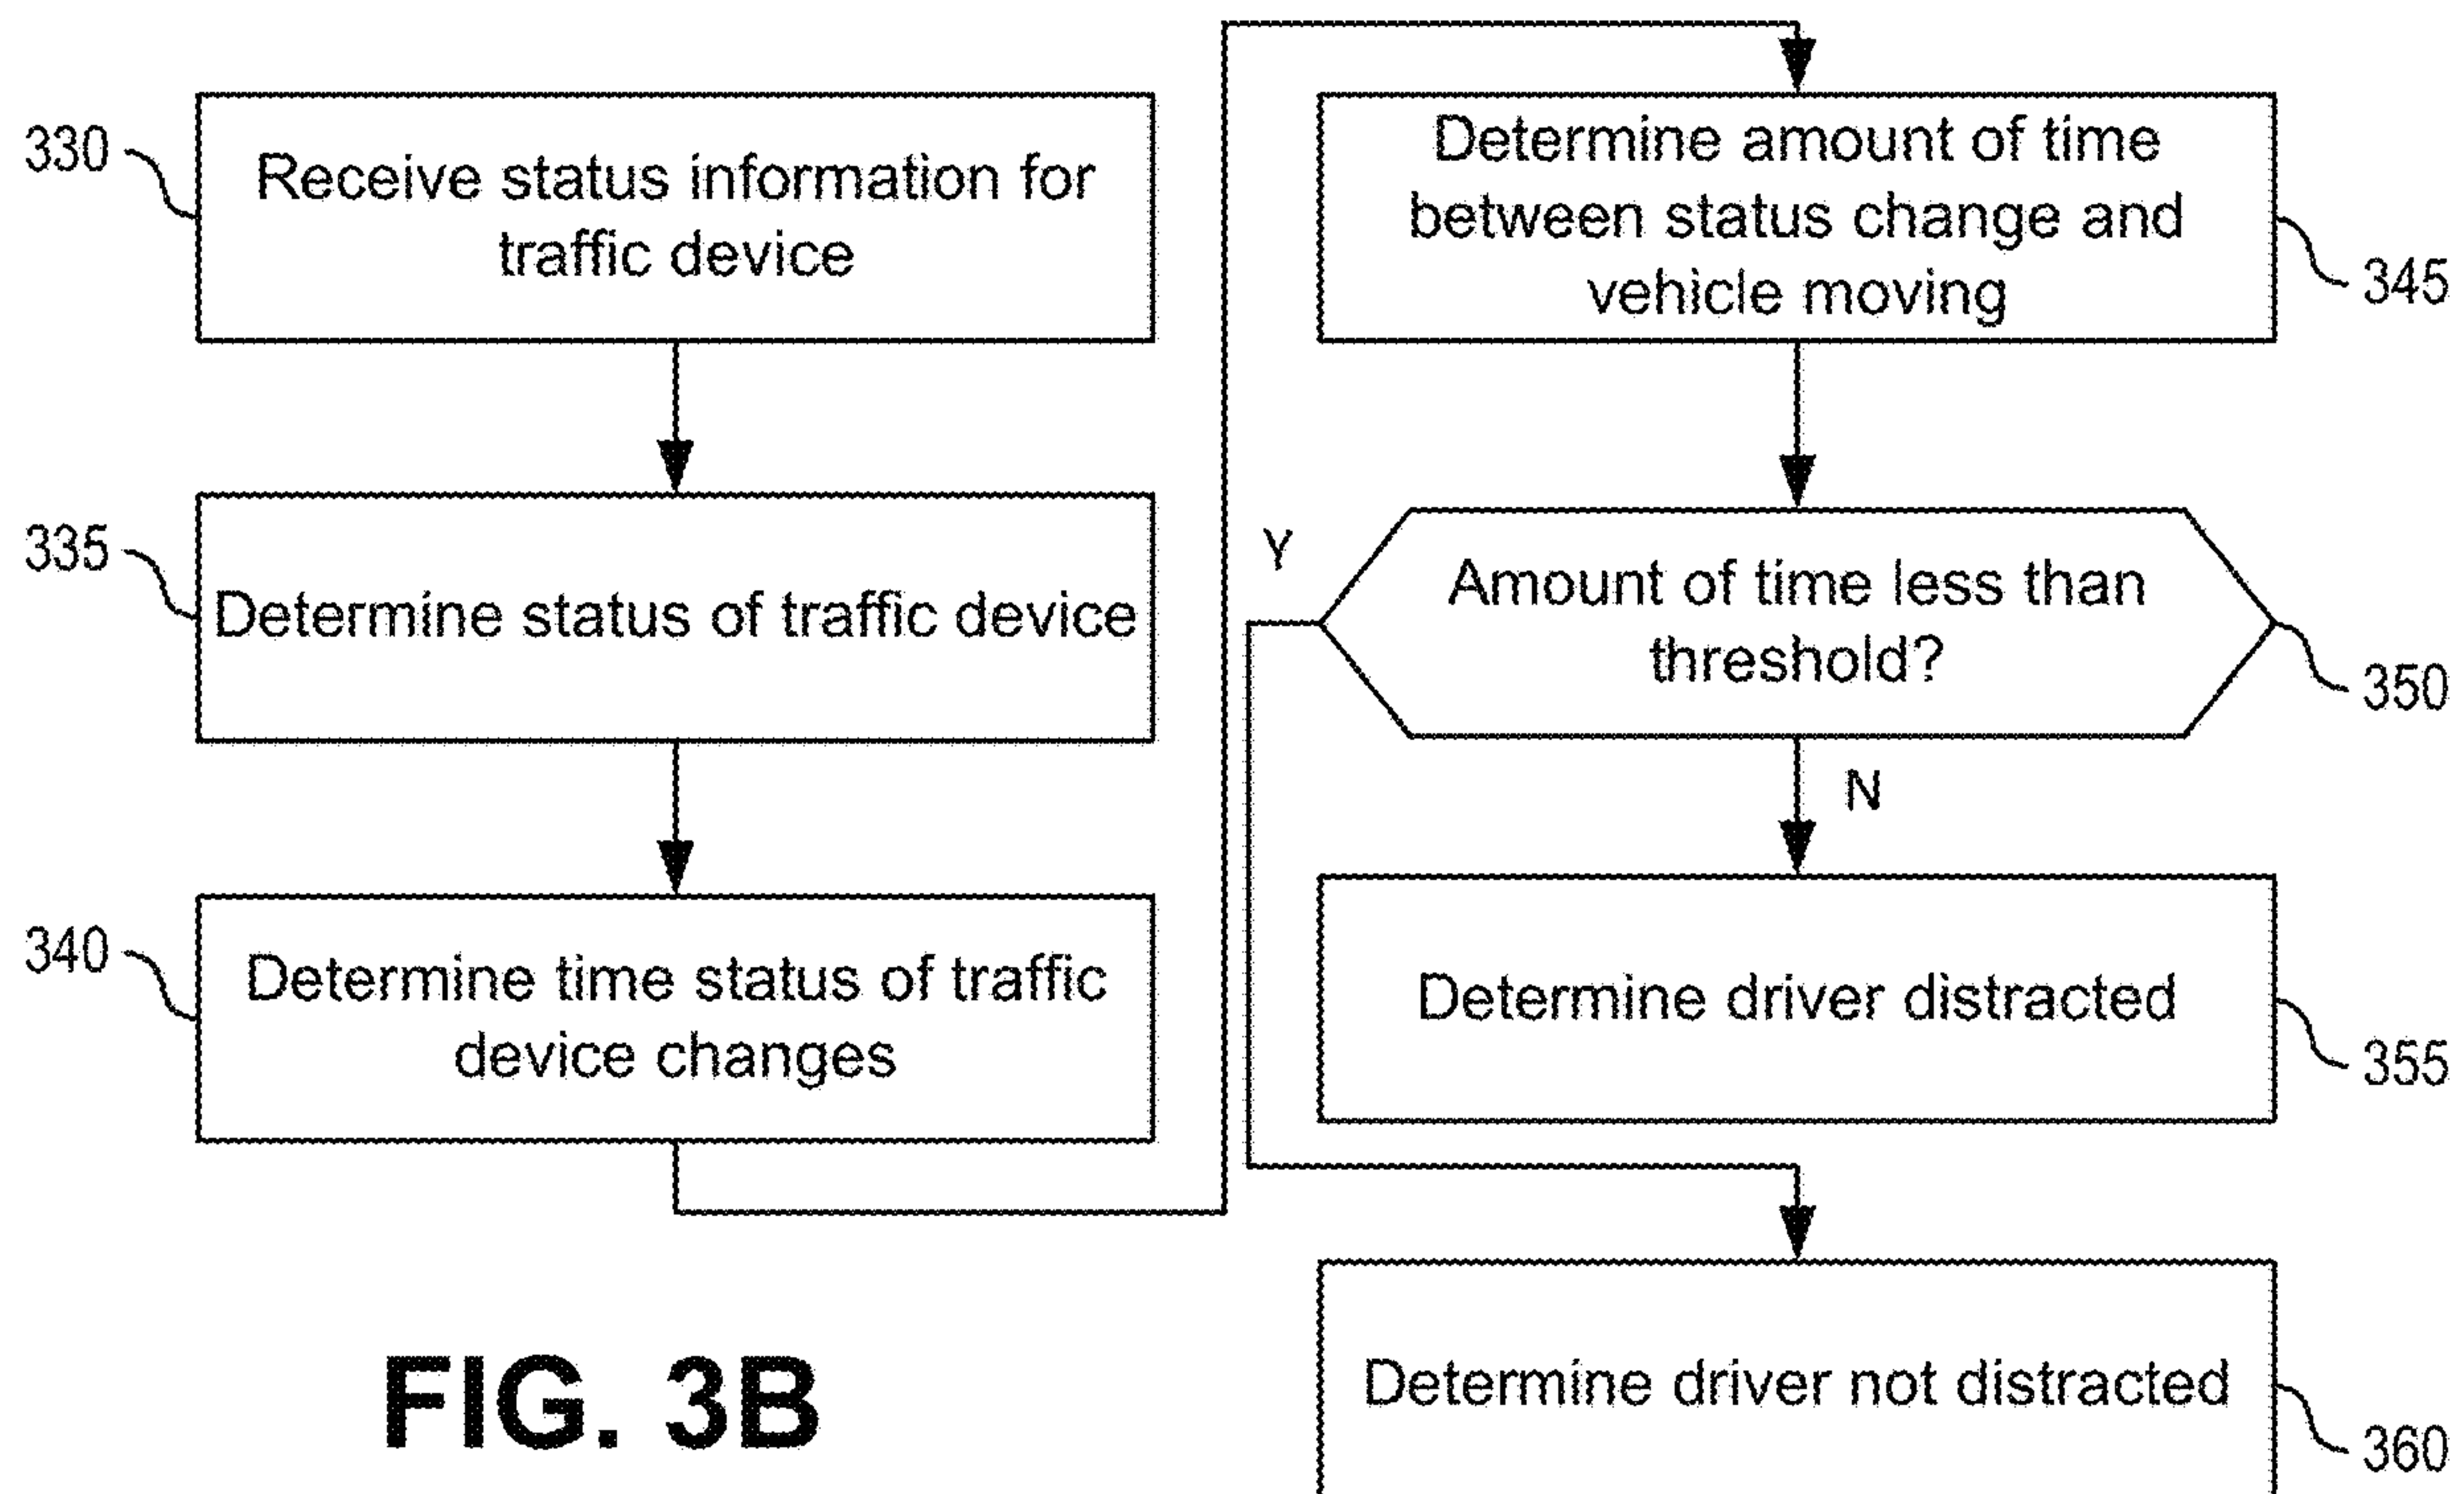 330
Receive status information for
traffic device
335
Determine status of traffic device
340
Determine time status of traffic
device changes
Determine amount of time
between status change and
vehicle moving
345
Y
Amount of time less than
threshold?
350
N
Determine driver distracted
355
Determine driver not distracted
360
FIG. 3B